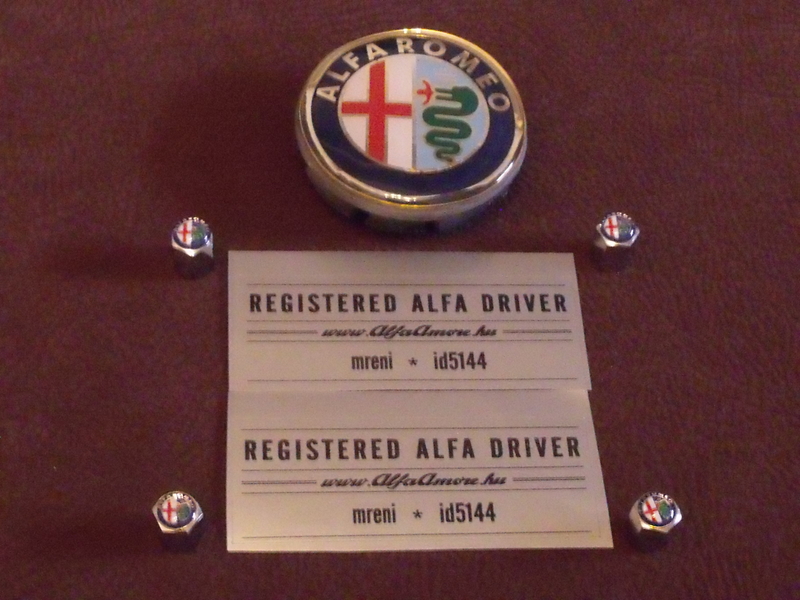 ALFA ROMEO
REGISTERED ALFA DRIVER
www.AlfaAmore.hu
mreni * id5144
REGISTERED ALFA DRIVER
www.AlfaAmore.hu
mreni * id5144